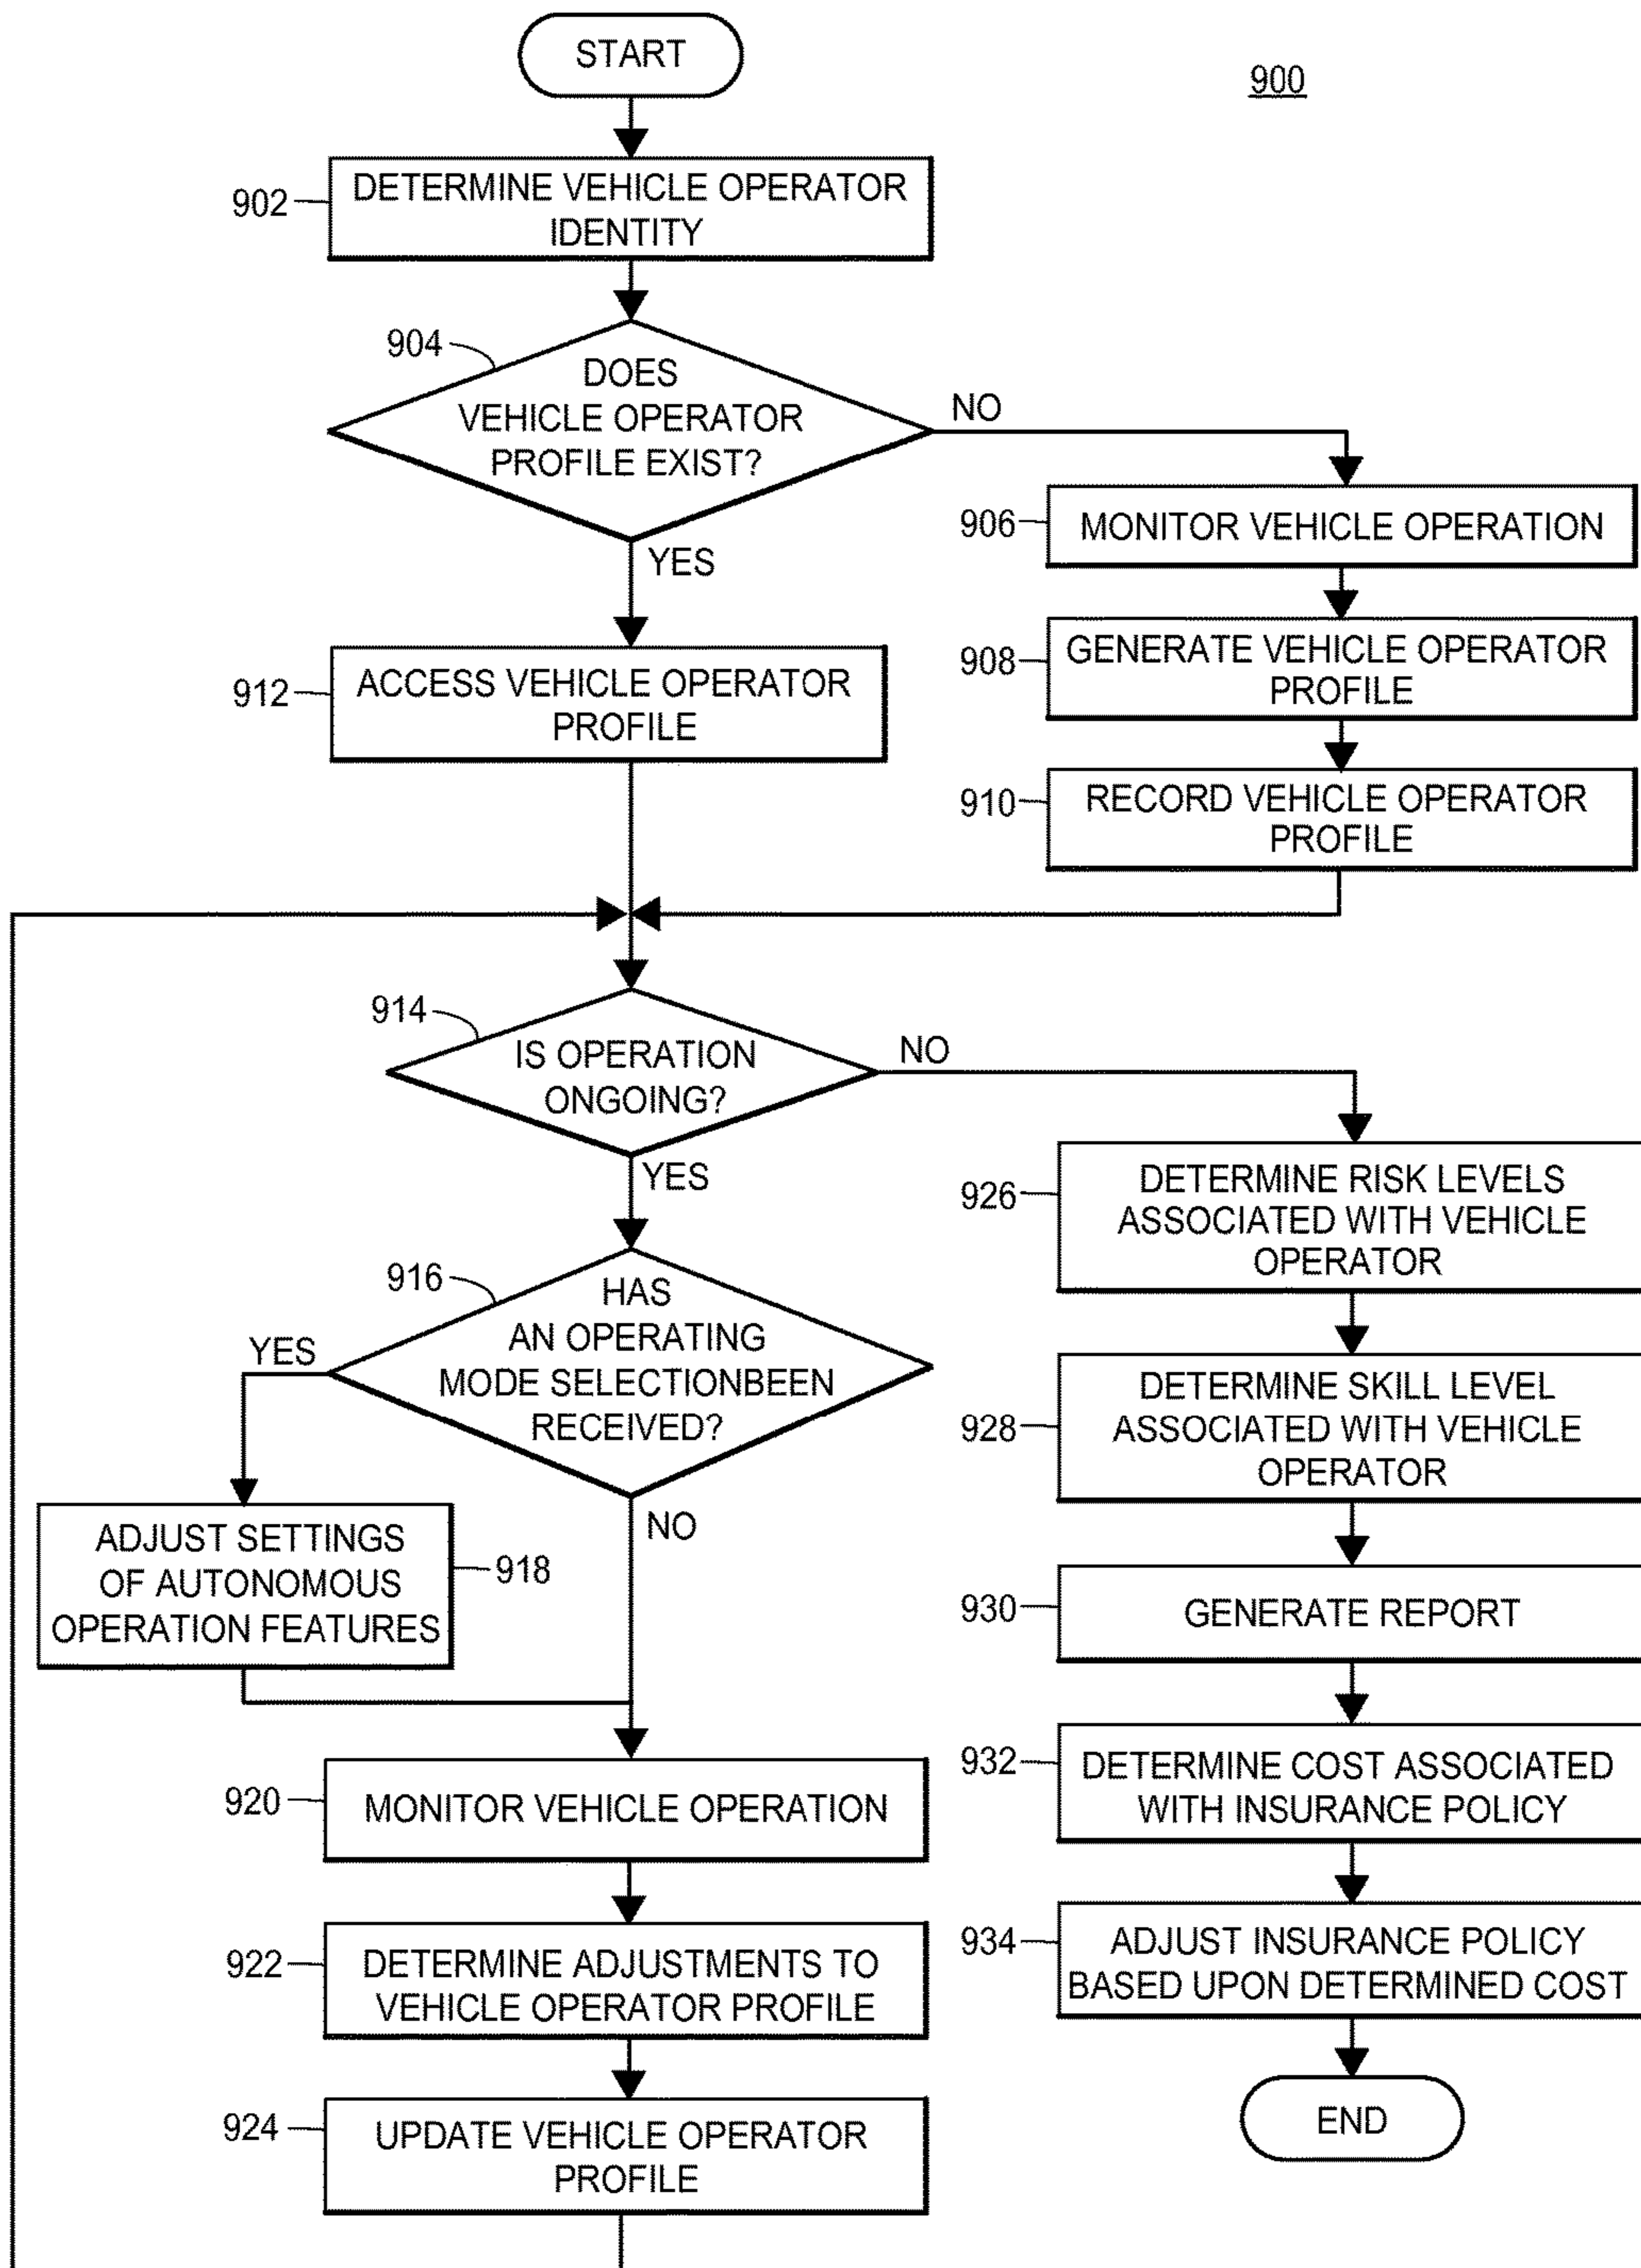 START
900
902
DETERMINE VEHICLE OPERATOR
IDENTITY
904
DOES
VEHICLE OPERATOR
PROFILE EXIST?
NO
YES
906
MONITOR VEHICLE OPERATION
908
GENERATE VEHICLE OPERATOR
PROFILE
910
RECORD VEHICLE OPERATOR
PROFILE
912
ACCESS VEHICLE OPERATOR
PROFILE
914
IS OPERATION
ONGOING?
NO
YES
916
HAS
AN OPERATING
MODE SELECTIONBEEN
RECEIVED?
YES
NO
ADJUST SETTINGS
OF AUTONOMOUS
OPERATION FEATURES
918
920
MONITOR VEHICLE OPERATION
922
DETERMINE ADJUSTMENTS TO
VEHICLE OPERATOR PROFILE
924
UPDATE VEHICLE OPERATOR
PROFILE
926
DETERMINE RISK LEVELS
ASSOCIATED WITH VEHICLE
OPERATOR
928
DETERMINE SKILL LEVEL
ASSOCIATED WITH VEHICLE
OPERATOR
930
GENERATE REPORT
932
DETERMINE COST ASSOCIATED
WITH INSURANCE POLICY
934
ADJUST INSURANCE POLICY
BASED UPON DETERMINED COST
END